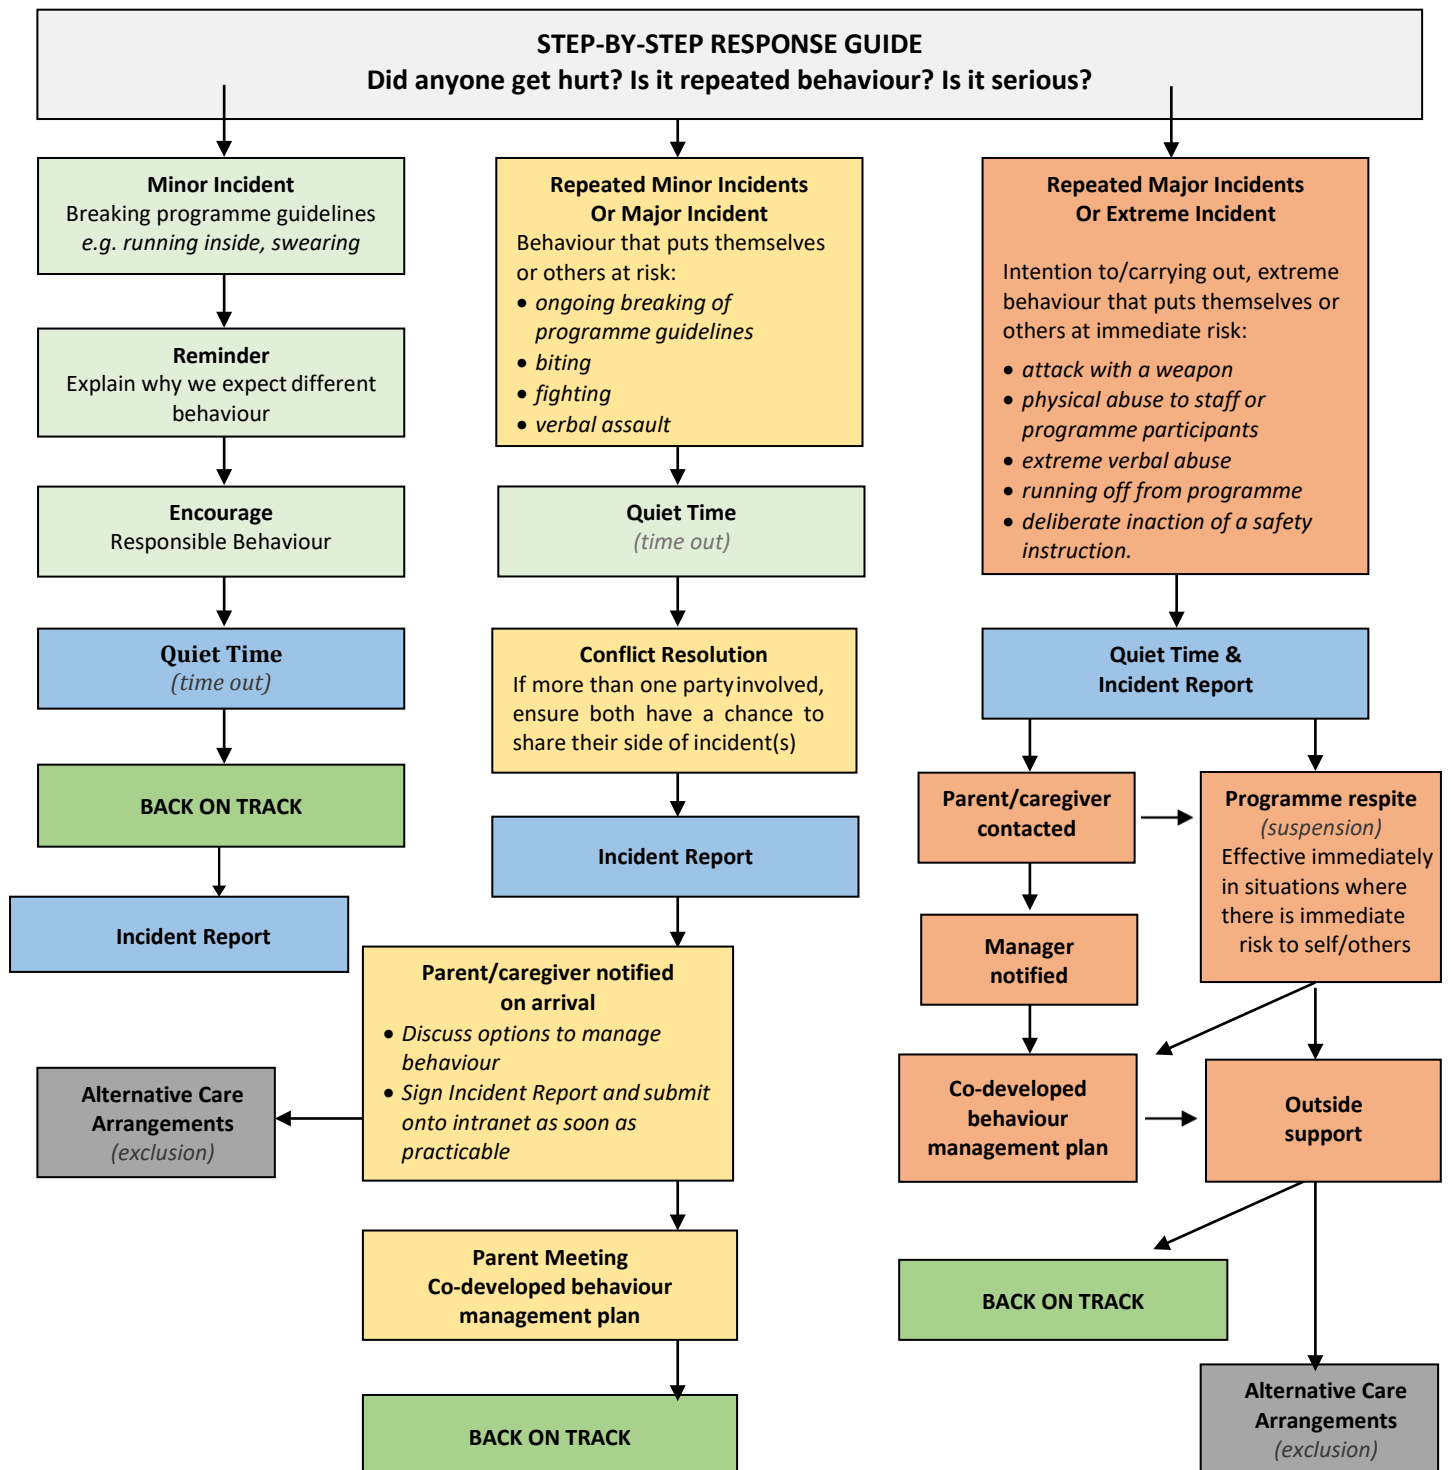 STEP-BY-STEP RESPONSE GUIDE
Did anyone get hurt? Is it repeated behaviour? Is it serious?
Minor Incident
Breaking programme guidelines
e.g. running inside, swearing
Reminder
Explain why we expect different
behaviour
Encourage
Responsible Behaviour
Quiet Time
(time out)
BACK ON TRACK
Incident Report
Repeated Minor Incidents
Or Major Incident
Behaviour that puts themselves
or others at risk:
• ongoing breaking of
programme guidelines
• biting
• fighting
• verbal assault
Quiet Time
(time out)
Conflict Resolution
If more than one party involved,
ensure both have a chance to
share their side of incident(s)
Incident Report
Parent/caregiver notified
on arrival
• Discuss options to manage
behaviour
• Sign Incident Report and submit
onto intranet as soon as
practicable
Alternative Care
Arrangements
(exclusion)
Parent Meeting
Co-developed behaviour
management plan
BACK ON TRACK
Repeated Major Incidents
Or Extreme Incident
Intention to/carrying out, extreme
behaviour that puts themselves or
others at immediate risk:
• attack with a weapon
• physical abuse to staff or
programme participants
• extreme verbal abuse
• running off from programme
• deliberate inaction of a safety
instruction.
Quiet Time &
Incident Report
Parent/caregiver
contacted
Programme respite
(suspension)
Effective immediately
in situations where
there is immediate
risk to self/others
Manager
notified
Co-developed
behaviour
management plan
Outside
support
BACK ON TRACK
Alternative Care
Arrangements
(exclusion)